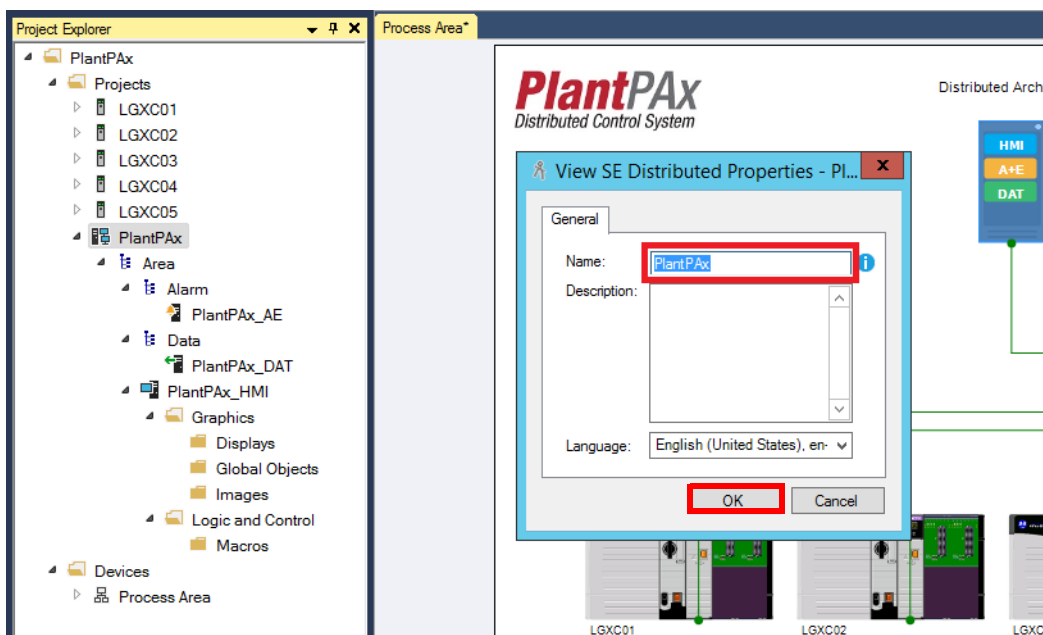 Project Explorer
PlantPAx
Projects
LGXC01
LGXC02
LGXC03
LGXC04
LGXC05
PlantPAx
Area
Alarm
PlantPAx_AE
Data
PlantPAx_DAT
PlantPAx_HMI
Graphics
Displays
Global Objects
Images
Logic and Control
Macros
Devices
Process Area
Process Area*
PlantPAx
Distributed Control System
Distributed Arch
HMI
A+E
DAT
View SE Distributed Properties - Pl...
General
Name: PlantPAx
Description:
Language: English (United States), en-
OK Cancel
LGXC01 LGXC02 LGXC